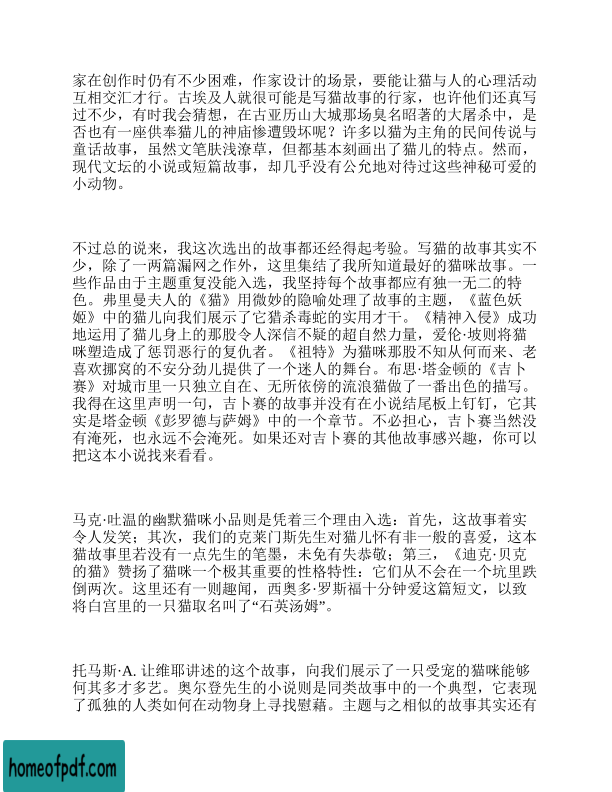 家在创作时仍有不少困难，作家设计的场景，要能让猫与人的心理活动
互相交汇才行。古埃及人就很可能是写猫故事的行家，也许他们还真写
过不少，有时我会猜想，在古亚历山大城那场臭名昭著的大屠杀中，是
否也有一座供奉猫儿的神庙惨遭毁坏呢？许多以猫为主角的民间传说与
童话故事，虽然文笔肤浅潦草，但都基本刻画出了猫儿的特点。然而，
现代文坛的小说或短篇故事，却几乎没有公允地对待过这些神秘可爱的
小动物。
不过总的说来，我这次选出的故事都还经得起考验。写猫的故事其实不
少，除了一两篇漏网之作外，这里集结了我所知道最好的猫咪故事。一
些作品由于主题重复没能入选，我坚持每个故事都应有独一无二的特
色。弗里曼夫人的《猫》用微妙的隐喻处理了故事的主题，《蓝色妖
姬》中的猫儿向我们展示了它猎杀毒蛇的实用才干。《精神入侵》成功
地运用了猫儿身上的那股令人深信不疑的超自然力量，爱伦·坡则将猫
咪塑造成了惩罚恶行的复仇者。《祖特》为猫咪那股不知从何而来、老
喜欢挪窝的不安分劲儿提供了一个迷人的舞台。布思·塔金顿的《吉卜
赛》对城市里一只独立自在、无所依傍的流浪猫做了一番出色的描写。
我得在这里声明一句，吉卜赛的故事并没有在小说结尾板上钉钉，它其
实是塔金顿《彭罗德与萨姆》中的一个章节。不必担心，吉卜赛当然没
有淹死，也永远不会淹死。如果还对吉卜赛的其他故事感兴趣，你可以
把这本小说找来看看。
马克·吐温的幽默猫咪小品则是凭着三个理由入选：首先，这故事着实
令人发笑；其次，我们的克莱门斯先生对猫儿怀有非一般的喜爱，这本
猫故事里若没有一点先生的笔墨，未免有失恭敬；第三，《迪克·贝克
的猫》赞扬了猫咪一个极其重要的性格特性：它们从不会在一个坑里跌
倒两次。这里还有一则趣闻，西奥多·罗斯福十分钟爱这篇短文，以致
将白宫里的一只猫取名叫了“石英汤姆”。
托马斯·A. 让维耶讲述的这个故事，向我们展示了一只受宠的猫咪能够
何其多才多艺。奥尔登先生的小说则是同类故事中的一个典型，它表现
了孤独的人类如何在动物身上寻找慰藉。主题与之相似的故事其实还有
homeofpdf.com